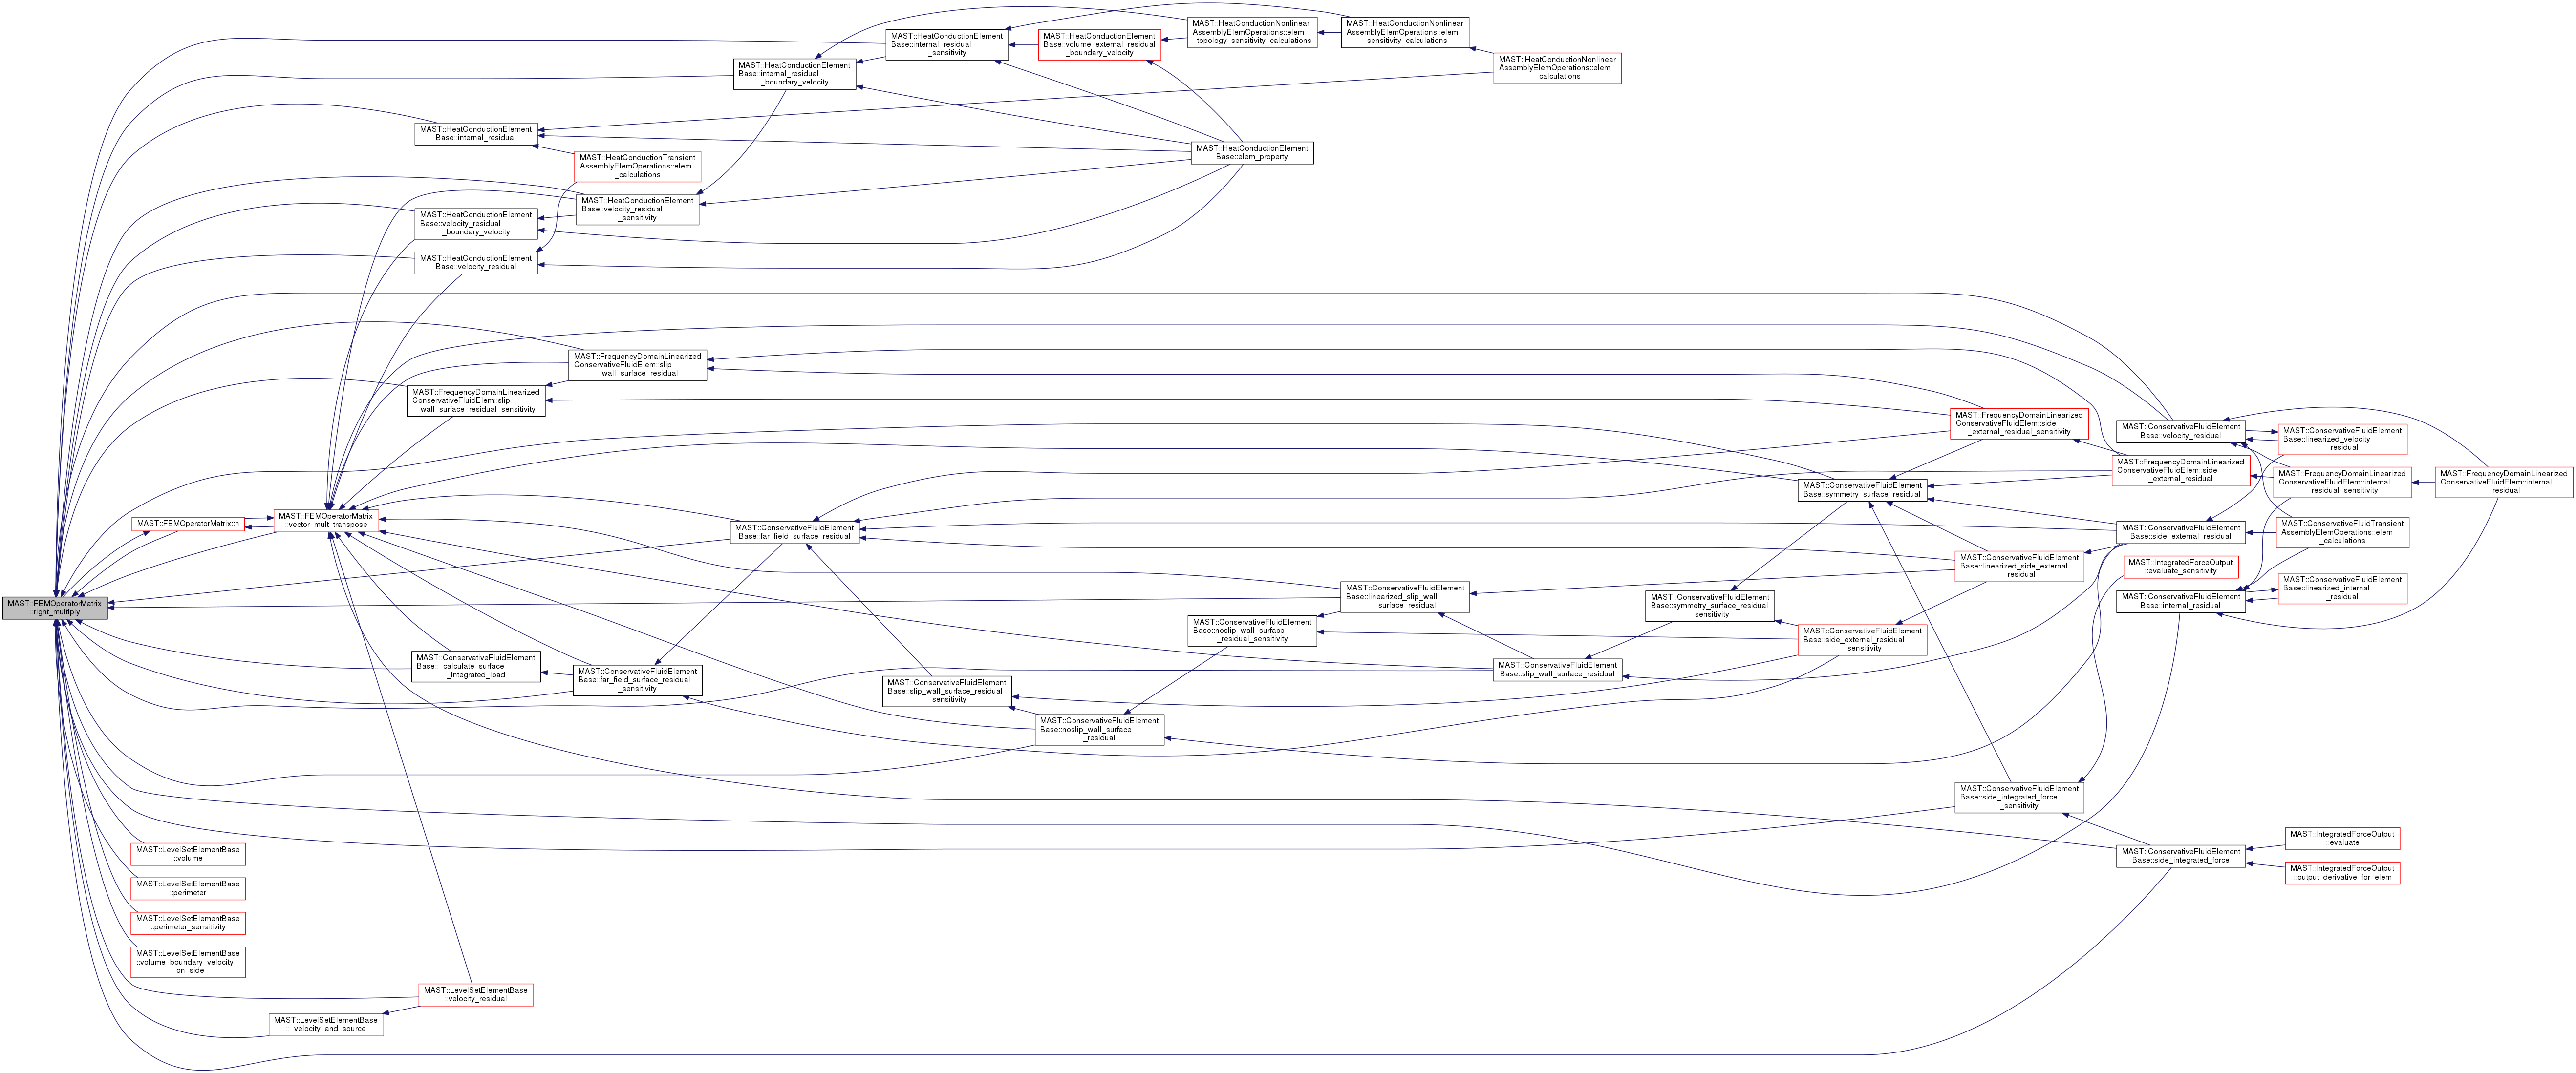 MAST::FEMOperatorMatrix
::right_multiply
MAST::FEMOperatorMatrix::n
MAST::FEMOperatorMatrix
::vector_mult_transpose
MAST::LevelSetElementBase
::volume
MAST::LevelSetElementBase
::perimeter
MAST::LevelSetElementBase
::perimeter_sensitivity
MAST::LevelSetElementBase
::volume_boundary_velocity
_on_side
MAST::LevelSetElementBase
::_velocity_and_source
MAST::LevelSetElementBase
::velocity_residual
MAST::HeatConductionElement
Base::internal_residual
MAST::HeatConductionElement
Base::velocity_residual
_boundary_velocity
MAST::HeatConductionElement
Base::velocity_residual
MAST::FrequencyDomainLinearized
ConservativeFluidElem::slip
_wall_surface_residual_sensitivity
MAST::ConservativeFluidElement
Base::_calculate_surface
_integrated_load
MAST::HeatConductionTransient
AssemblyElemOperations::elem
_calculations
MAST::HeatConductionElement
Base::velocity_residual
_sensitivity
MAST::FrequencyDomainLinearized
ConservativeFluidElem::slip
_wall_surface_residual
MAST::ConservativeFluidElement
Base::far_field_surface_residual
_sensitivity
MAST::HeatConductionElement
Base::internal_residual
_boundary_velocity
MAST::ConservativeFluidElement
Base::far_field_surface_residual
MAST::HeatConductionElement
Base::internal_residual
_sensitivity
MAST::ConservativeFluidElement
Base::slip_wall_surface_residual
_sensitivity
MAST::HeatConductionElement
Base::volume_external_residual
_boundary_velocity
MAST::ConservativeFluidElement
Base::noslip_wall_surface
_residual
MAST::HeatConductionNonlinear
AssemblyElemOperations::elem
_topology_sensitivity_calculations
MAST::HeatConductionElement
Base::elem_property
MAST::ConservativeFluidElement
Base::noslip_wall_surface
_residual_sensitivity
MAST::HeatConductionNonlinear
AssemblyElemOperations::elem
_sensitivity_calculations
MAST::ConservativeFluidElement
Base::linearized_slip_wall
_surface_residual
MAST::HeatConductionNonlinear
AssemblyElemOperations::elem
_calculations
MAST::ConservativeFluidElement
Base::slip_wall_surface_residual
MAST::ConservativeFluidElement
Base::symmetry_surface_residual
_sensitivity
MAST::ConservativeFluidElement
Base::symmetry_surface_residual
MAST::ConservativeFluidElement
Base::side_external_residual
_sensitivity
MAST::FrequencyDomainLinearized
ConservativeFluidElem::side
_external_residual_sensitivity
MAST::ConservativeFluidElement
Base::linearized_side_external
_residual
MAST::ConservativeFluidElement
Base::side_integrated_force
_sensitivity
MAST::ConservativeFluidElement
Base::velocity_residual
MAST::FrequencyDomainLinearized
ConservativeFluidElem::side
_external_residual
MAST::ConservativeFluidElement
Base::side_external_residual
MAST::IntegratedForceOutput
::evaluate_sensitivity
MAST::ConservativeFluidElement
Base::internal_residual
MAST::ConservativeFluidElement
Base::side_integrated_force
MAST::ConservativeFluidElement
Base::linearized_velocity
_residual
MAST::FrequencyDomainLinearized
ConservativeFluidElem::internal
_residual_sensitivity
MAST::ConservativeFluidTransient
AssemblyElemOperations::elem
_calculations
MAST::ConservativeFluidElement
Base::linearized_internal
_residual
MAST::IntegratedForceOutput
::evaluate
MAST::IntegratedForceOutput
::output_derivative_for_elem
MAST::FrequencyDomainLinearized
ConservativeFluidElem::internal
_residual